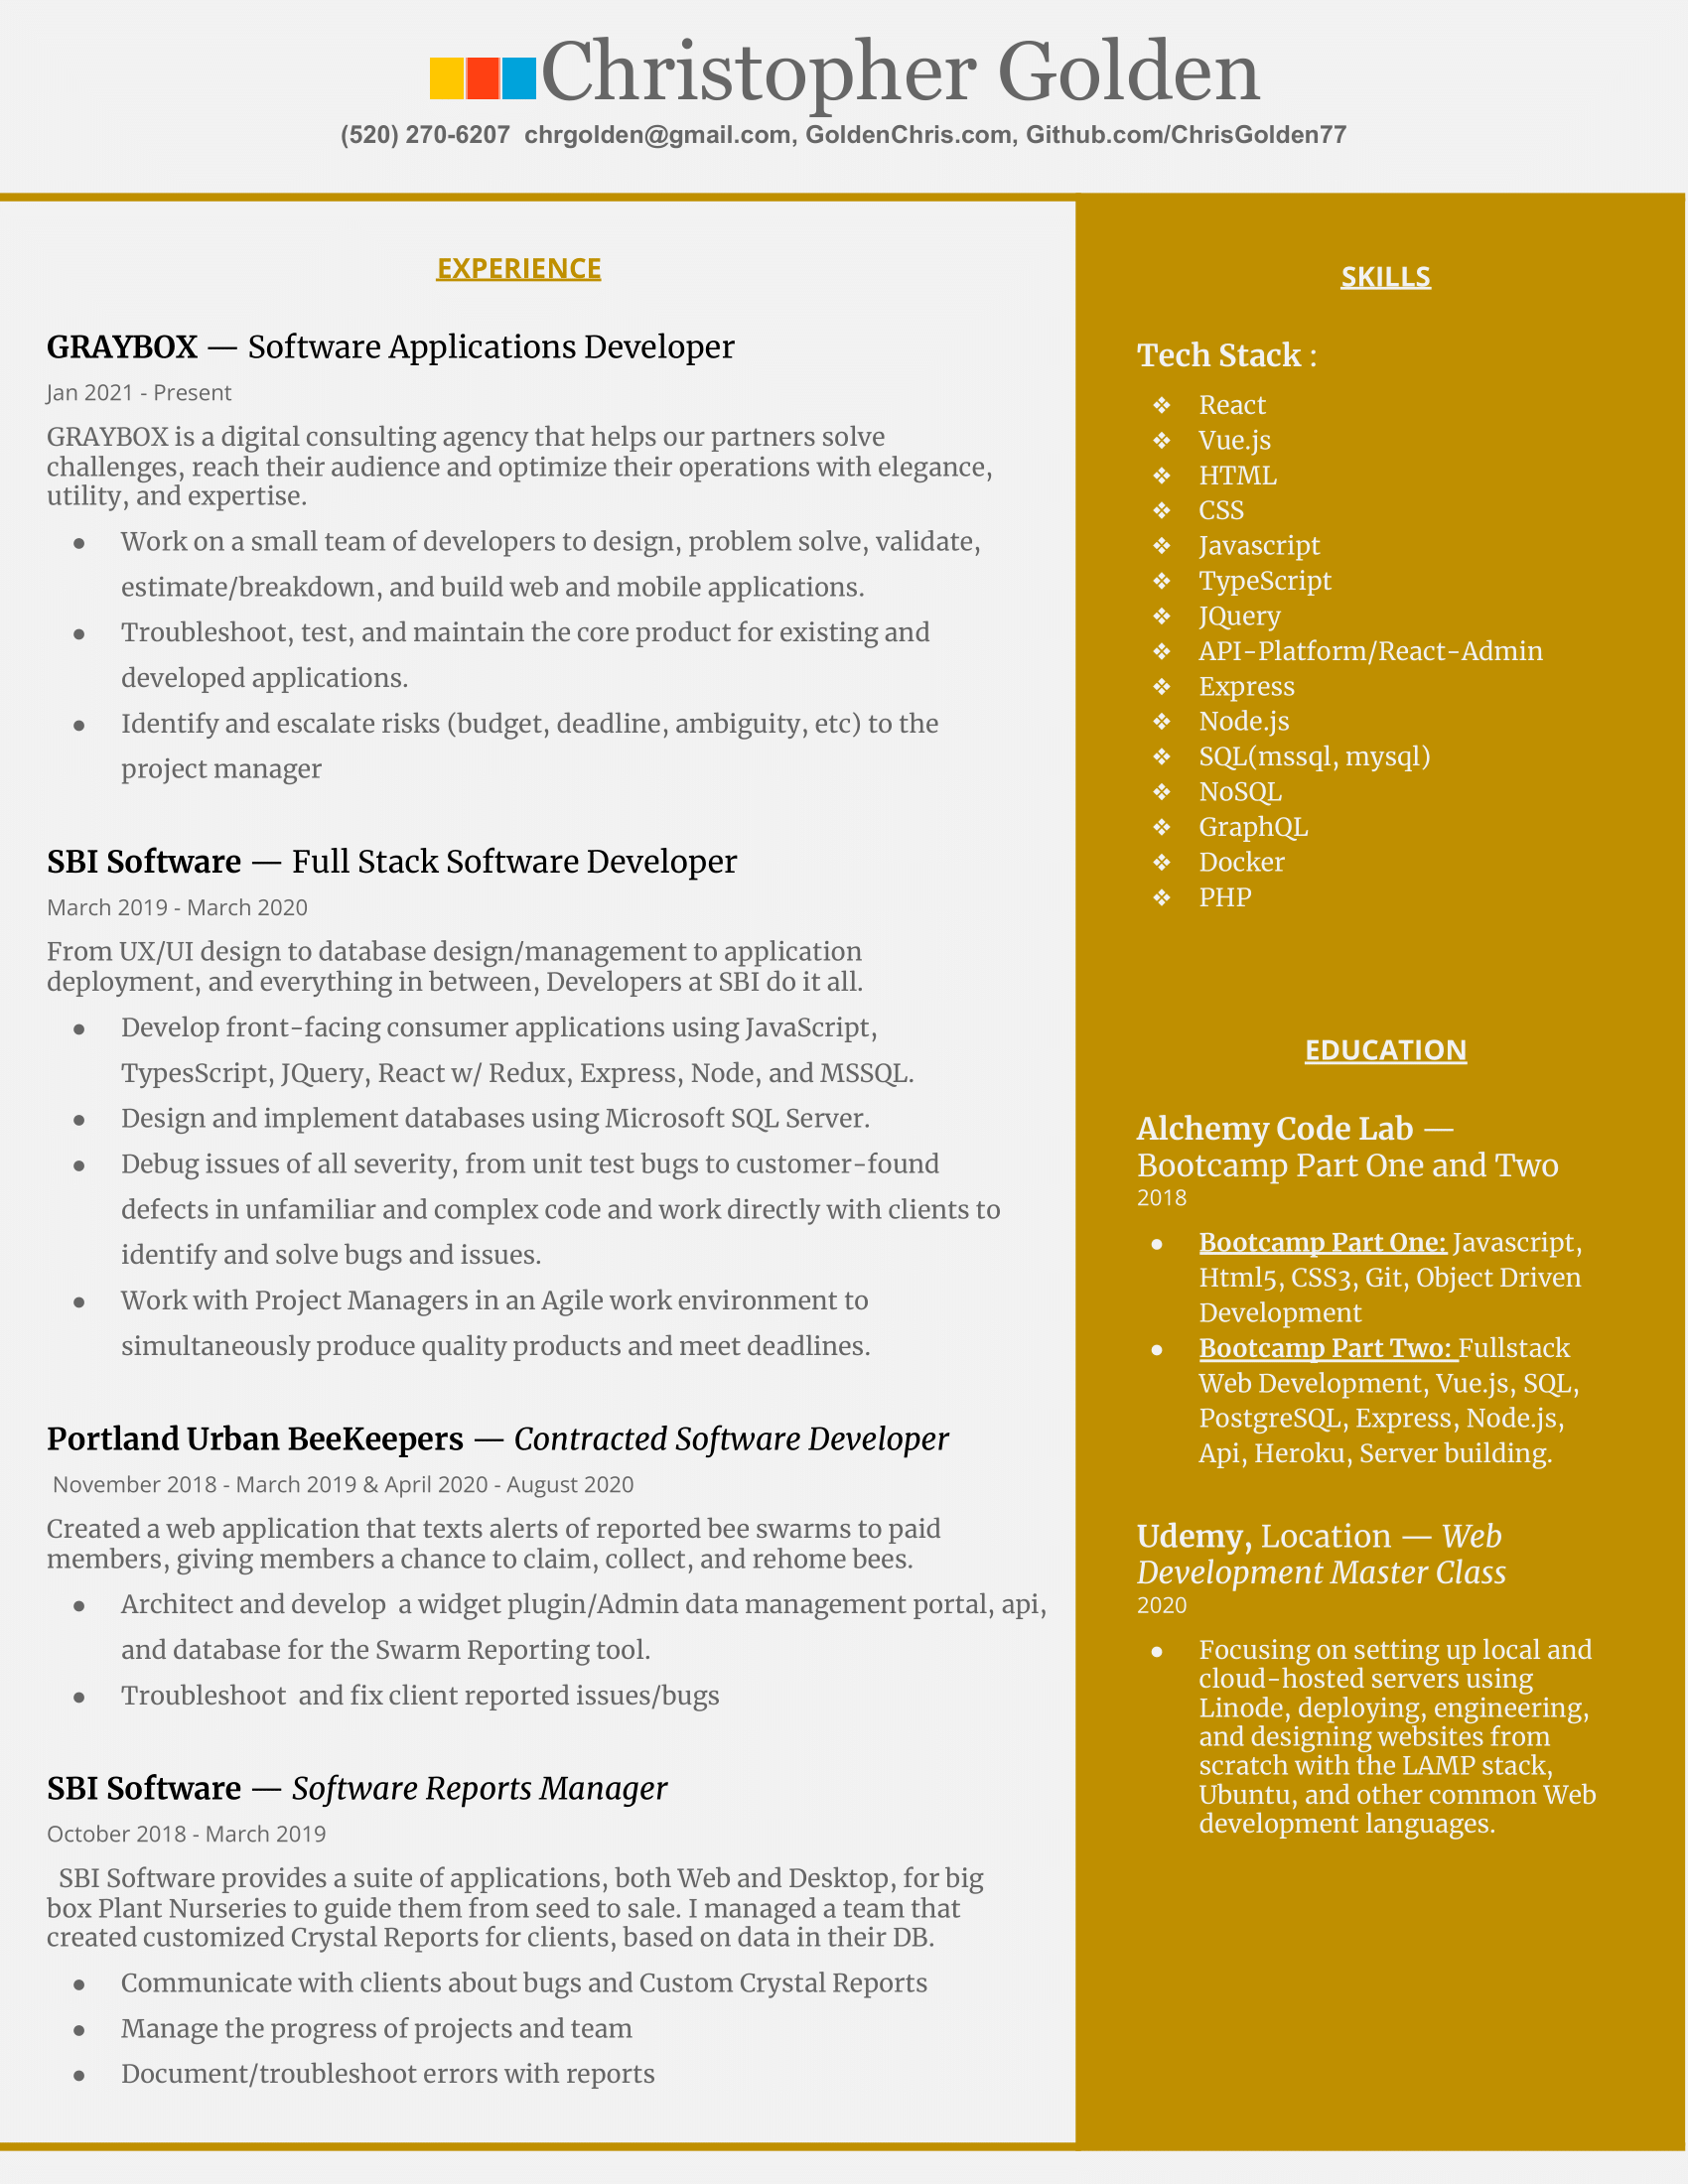 Christopher Golden
(520) 270-6207  chrgolden@gmail.com, GoldenChris.com, Github.com/ChrisGolden77
EXPERIENCE
GRAYBOX — Software Applications Developer
Jan 2021 - Present
GRAYBOX is a digital consulting agency that helps our partners solve
challenges, reach their audience and optimize their operations with elegance,
utility, and expertise.
● Work on a small team of developers to design, problem solve, validate,
estimate/breakdown, and build web and mobile applications.
● Troubleshoot, test, and maintain the core product for existing and
developed applications.
● Identify and escalate risks (budget, deadline, ambiguity, etc) to the
project manager
SBI Software — Full Stack Software Developer
March 2019 - March 2020
From UX/UI design to database design/management to application
deployment, and everything in between, Developers at SBI do it all.
● Develop front-facing consumer applications using JavaScript,
TypesScript, JQuery, React w/ Redux, Express, Node, and MSSQL.
● Design and implement databases using Microsoft SQL Server.
● Debug issues of all severity, from unit test bugs to customer-found
defects in unfamiliar and complex code and work directly with clients to
identify and solve bugs and issues.
● Work with Project Managers in an Agile work environment to
simultaneously produce quality products and meet deadlines.
Portland Urban BeeKeepers — Contracted Software Developer
November 2018 - March 2019 & April 2020 - August 2020
Created a web application that texts alerts of reported bee swarms to paid
members, giving members a chance to claim, collect, and rehome bees.
● Architect and develop  a widget plugin/Admin data management portal, api,
and database for the Swarm Reporting tool.
● Troubleshoot  and fix client reported issues/bugs
SBI Software — Software Reports Manager
October 2018 - March 2019
SBI Software provides a suite of applications, both Web and Desktop, for big
box Plant Nurseries to guide them from seed to sale. I managed a team that
created customized Crystal Reports for clients, based on data in their DB.
● Communicate with clients about bugs and Custom Crystal Reports
● Manage the progress of projects and team
● Document/troubleshoot errors with reports
SKILLS
Tech Stack :
❖ React
❖ Vue.js
❖ HTML
❖ CSS
❖ Javascript
❖ TypeScript
❖ JQuery
❖ API-Platform/React-Admin
❖ Express
❖ Node.js
❖ SQL(mssql, mysql)
❖ NoSQL
❖ GraphQL
❖ Docker
❖ PHP
EDUCATION
Alchemy Code Lab —
Bootcamp Part One and Two
2018
● Bootcamp Part One: Javascript,
Html5, CSS3, Git, Object Driven
Development
● Bootcamp Part Two: Fullstack
Web Development, Vue.js, SQL,
PostgreSQL, Express, Node.js,
Api, Heroku, Server building.
Udemy, Location — Web
Development Master Class
2020
● Focusing on setting up local and
cloud-hosted servers using
Linode, deploying, engineering,
and designing websites from
scratch with the LAMP stack,
Ubuntu, and other common Web
development languages.